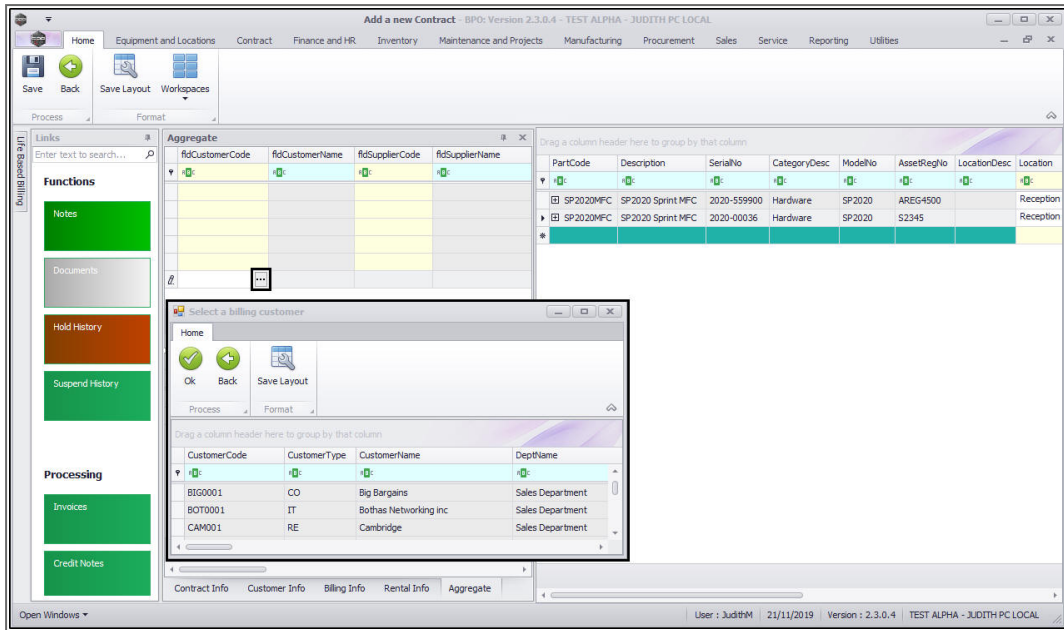 Add a new Contract - BPO: Version 2.3.0.4 - TEST ALPHA - JUDITH PC LOCAL
Home Equipment and Locations Contract Finance and HR Inventory Maintenance and Projects Manufacturing Procurement Sales Service Reporting Utilities
Save Back Save Layout Workspaces
Process Format
Life Based Billing
Links
Enter text to search...
Functions
Notes
Documents
Hold History
Suspend History
Processing
Invoices
Credit Notes
Aggregate
fldCustomerCode fldCustomerName fldSupplierCode fldSupplierName
Select a billing customer
Home
Ok Back Save Layout
Process Format
Drag a column header here to group by that column
CustomerCode CustomerType CustomerName DeptName
BIG0001 CO Big Bargains Sales Department
BOT0001 IT Bothas Networking inc Sales Department
CAM001 RE Cambridge Sales Department
Contract Info Customer Info Billing Info Rental Info Aggregate
Drag a column header here to group by that column
PartCode Description SerialNo CategoryDesc ModelNo AssetRegNo LocationDesc Location
SP2020MFC SP2020 Sprint MFC 2020-559900 Hardware SP2020 AREG4500 Reception
SP2020MFC SP2020 Sprint MFC 2020-00036 Hardware SP2020 S2345 Reception
Open Windows User : JudithM 21/11/2019 Version : 2.3.0.4 TEST ALPHA - JUDITH PC LOCAL